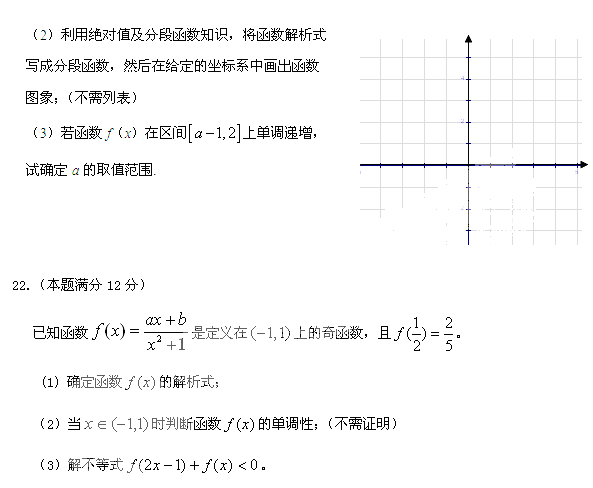 （2）利用绝对值及分段函数知识，将函数解析式
写成分段函数，然后在给定的坐标系中画出函数
图象；（不需列表）
（3）若函数 f（x）在区间[a−1,2]上单调递增，
试确定 a 的取值范围.
22.（本题满分 12 分）
已知函数 f(x) = (ax+b)/(x²+1) 是定义在(−1,1)上的奇函数，且 f(1/2) = 2/5。
（1）确定函数 f(x) 的解析式；
（2）当 x∈(−1,1) 时判断函数 f(x) 的单调性；（不需证明）
（3）解不等式 f(2x−1)+f(x)<0。